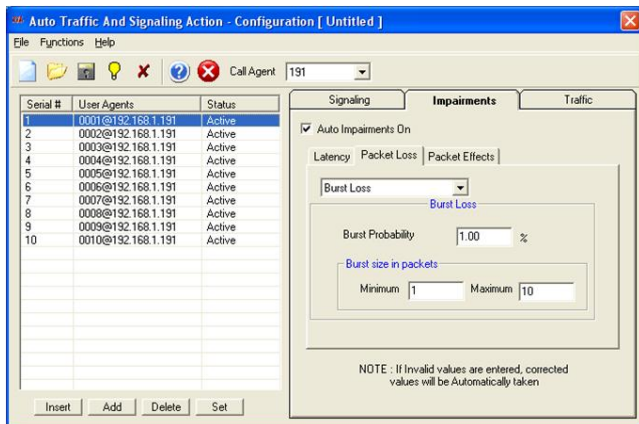 Auto Traffic And Signaling Action - Configuration [ Untitled ]
File Functions Help
Call Agent 191
Serial # User Agents Status
1 0001@192.168.1.191 Active
2 0002@192.168.1.191 Active
3 0003@192.168.1.191 Active
4 0004@192.168.1.191 Active
5 0005@192.168.1.191 Active
6 0006@192.168.1.191 Active
7 0007@192.168.1.191 Active
8 0008@192.168.1.191 Active
9 0009@192.168.1.191 Active
10 0010@192.168.1.191 Active
Insert Add Delete Set
Signaling Impairments Traffic
Auto Impairments On
Latency Packet Loss Packet Effects
Burst Loss
Burst Loss
Burst Probability 1.00 %
Burst size in packets
Minimum 1 Maximum 10
NOTE : If Invalid values are entered, corrected
values will be Automatically taken